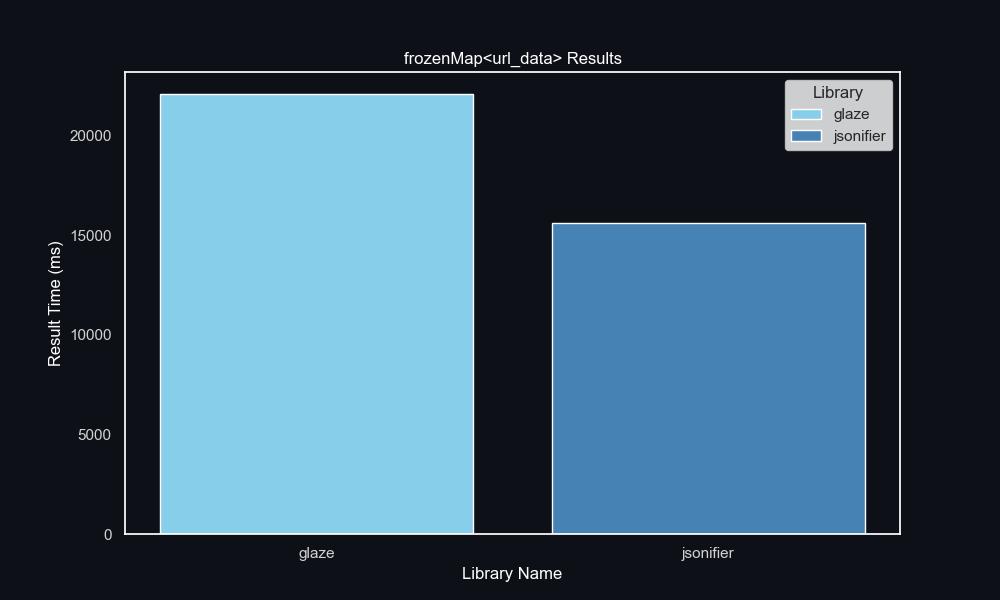 frozenMap<url_data> Results
Library
glaze
jsonifier
Result Time (ms)
20000
15000
10000
5000
0
glaze
jsonifier
Library Name